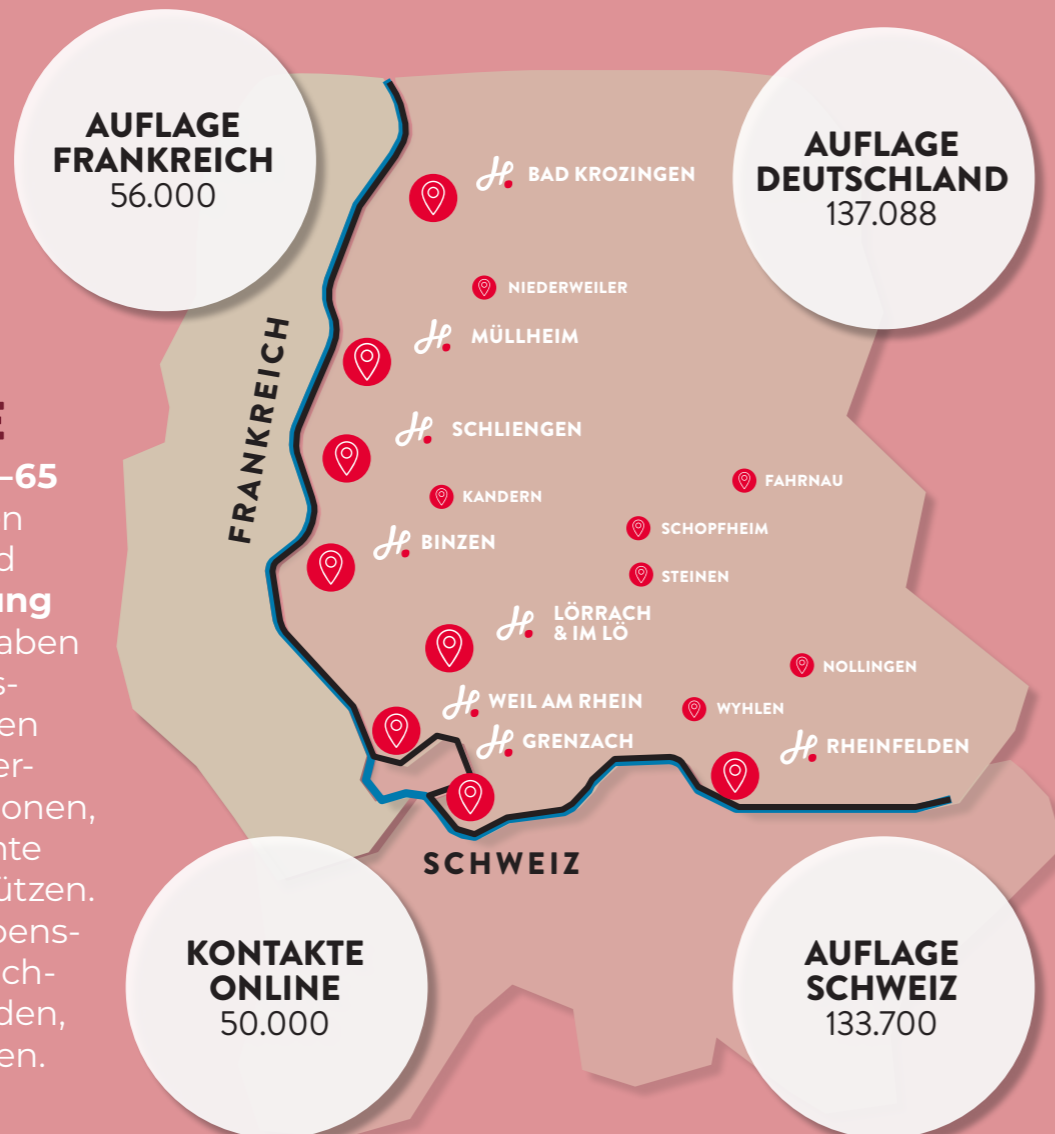 AUFLAGE
FRANKREICH
56.000
AUFLAGE
DEUTSCHLAND
137.088
H. BAD KROZINGEN
NIEDERWEILER
H. MÜLLHEIM
FRANKREICH
H. SCHLIENGEN
KANDERN
FAHRNAU
SCHOPFHEIM
H. BINZEN
STEINEN
H. LÖRRACH
& IM LÖ
NOLLINGEN
H. WEIL AM RHEIN
WYHLEN
H. GRENZACH
H. RHEINFELDEN
SCHWEIZ
–65
en.
KONTAKTE
ONLINE
50.000
AUFLAGE
SCHWEIZ
133.700